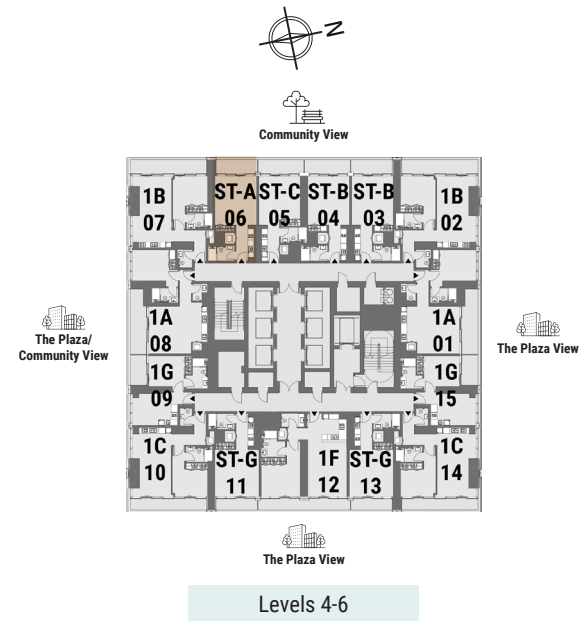 N
Community View
1B ST-A ST-C ST-B ST-B 1B
07 06 05 04 03 02
The Plaza/
Community View
1A 1A
08 01
The Plaza View
1G 1G
09 15
1C ST-G 1F ST-G 1C
10 11 12 13 14
The Plaza View
Levels 4-6